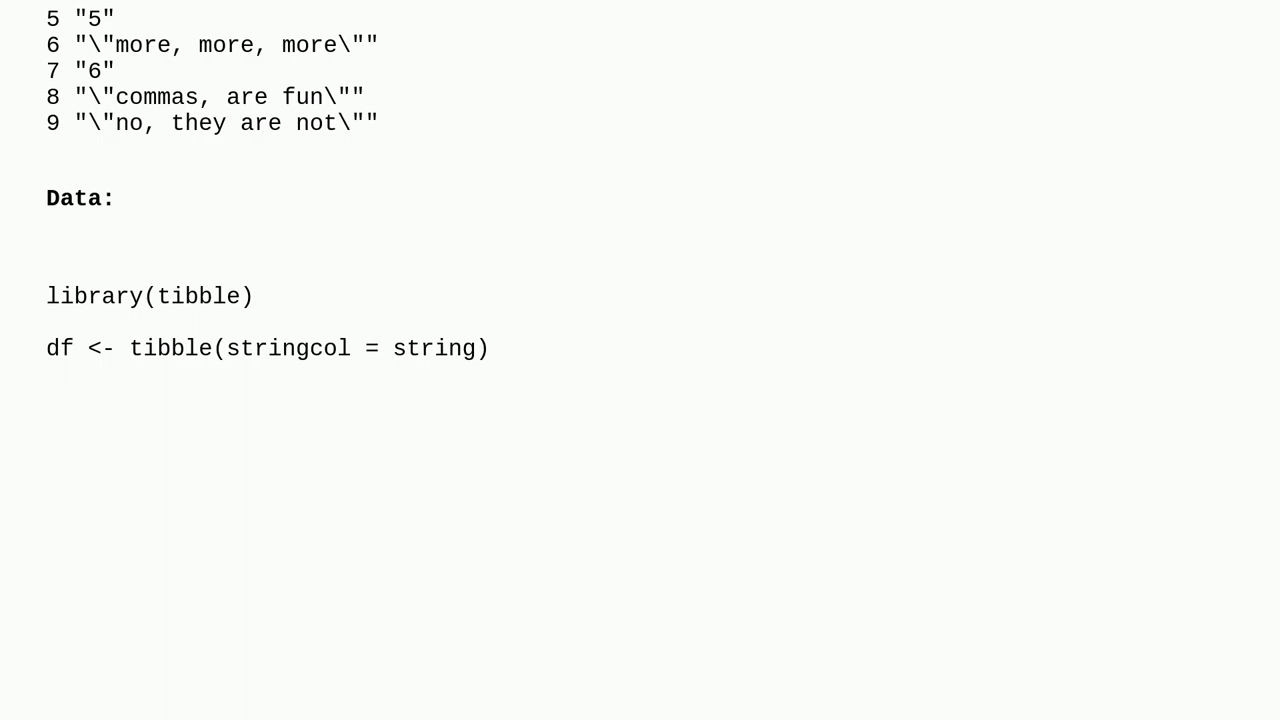 5 "5"
6 "\"more, more, more\""
7 "6"
8 "\"commas, are fun\""
9 "\"no, they are not\""
Data:
library(tibble)
df <- tibble(stringcol = string)